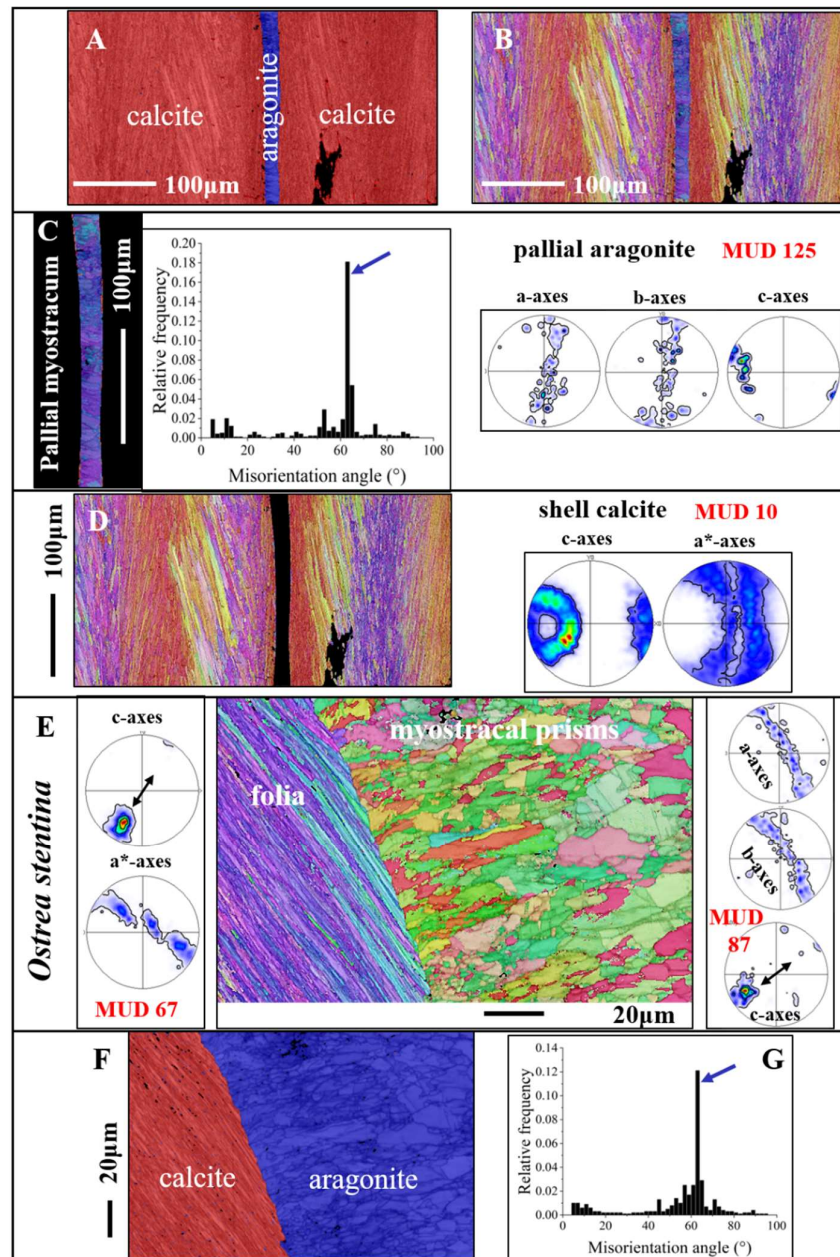 A
calcite
aragonite
calcite
100µm
B
100µm
C
Pallial myostracum
100µm
Relative frequency
0.20
0.18
0.16
0.14
0.12
0.10
0.08
0.06
0.04
0.02
0.00
0 20 40 60 80 100
Misorientation angle (°)
pallial aragonite MUD 125
a-axes b-axes c-axes
D
100µm
shell calcite MUD 10
c-axes a*-axes
E
Ostrea stentina
c-axes
a*-axes
MUD 67
folia
myostracal prisms
20µm
a-axes
b-axes
MUD
87
c-axes
F
20µm
calcite
aragonite
G
Relative frequency
0.14
0.12
0.10
0.08
0.06
0.04
0.02
0.00
0 20 40 60 80 100
Misorientation angle (°)